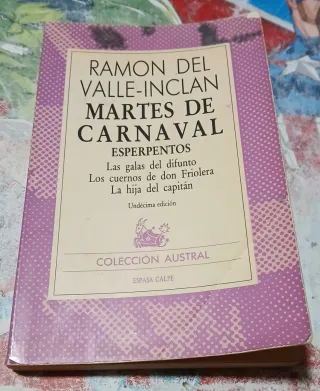 RAMON DEL
VALLE-INCLAN
MARTES DE
CARNAVAL
ESPERPENTOS
Las galas del difunto
Los cuernos de don Friolera
La hija del capitán
Undécima edición
COLECCIÓN AUSTRAL
ESPASA CALPE